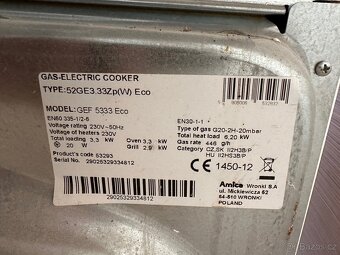 GAS-ELECTRIC COOKER
TYPE:52GE3.33Zp(W) Eco
MODEL:GEF 5333 Eco
EN60 335-1/2-6
Voltage rating 230V~50Hz
Voltage of heaters 230V
Total power 3,3 kW Oven 3,3 kW
20 W Grill 2,9 kW
Product's code 53293
Serial No. 29025329334812
29025329334812
EN30-1-1
Type of gas G20-2H-20mbar
Total heat input 6,20 kW
Gas rate 446 g/h
Category CZ,SK II2H3B/P
HU II2HS3B/P
CE 1450-12
Amica Wronki S.A
ul. Mickiewicza 62
64-510 WRONKI
POLAND